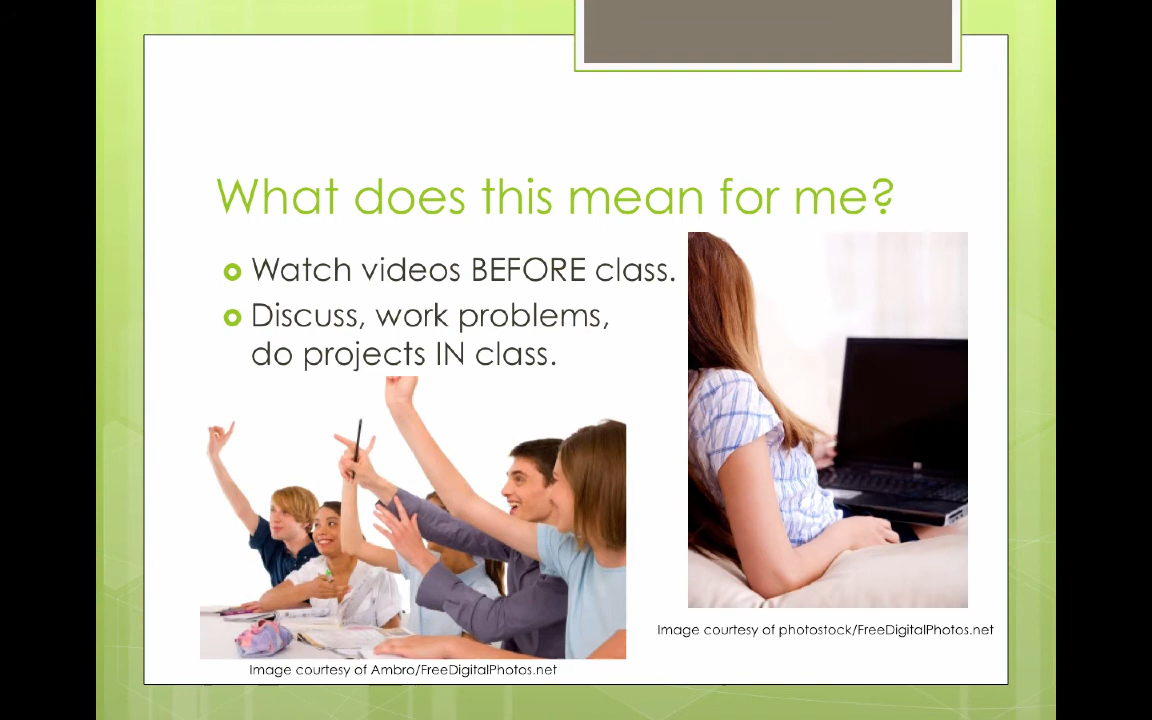 What does this mean for me?
Watch videos BEFORE class.
Discuss, work problems,
do projects IN class.
Image courtesy of photostock/FreeDigitalPhotos.net
Image courtesy of Ambro/FreeDigitalPhotos.net